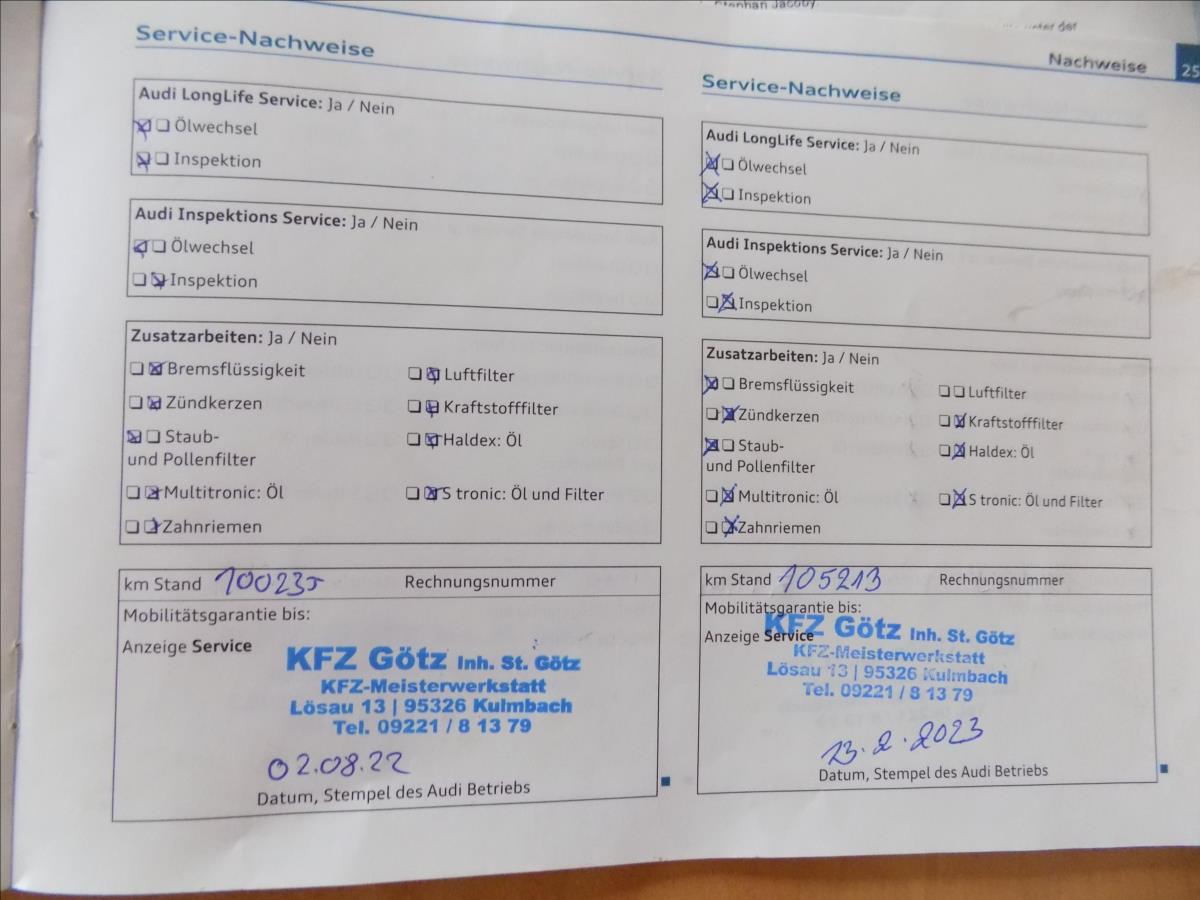 Stephan Jacoby
der
Nachweise 25
Service-Nachweise
Audi LongLife Service: Ja / Nein
Ölwechsel
Inspektion
Audi Inspektions Service: Ja / Nein
Ölwechsel
Inspektion
Zusatzarbeiten: Ja / Nein
Bremsflüssigkeit
Luftfilter
Zündkerzen
Kraftstofffilter
Staub-
und Pollenfilter
Haldex: Öl
Multitronic: Öl
S tronic: Öl und Filter
Zahnriemen
km Stand 100235 Rechnungsnummer
Mobilitätsgarantie bis:
Anzeige Service
KFZ Götz Inh. St. Götz
KFZ-Meisterwerkstatt
Lösau 13 | 95326 Kulmbach
Tel. 09221 / 8 13 79
02.08.22
Datum, Stempel des Audi Betriebs
Service-Nachweise
Audi LongLife Service: Ja / Nein
Ölwechsel
Inspektion
Audi Inspektions Service: Ja / Nein
Ölwechsel
Inspektion
Zusatzarbeiten: Ja / Nein
Bremsflüssigkeit
Luftfilter
Zündkerzen
Kraftstofffilter
Staub-
und Pollenfilter
Haldex: Öl
Multitronic: Öl
S tronic: Öl und Filter
Zahnriemen
km Stand 105213 Rechnungsnummer
Mobilitätsgarantie bis:
Anzeige Service
KFZ Götz Inh. St. Götz
KFZ-Meisterwerkstatt
Lösau 13 | 95326 Kulmbach
Tel. 09221 / 8 13 79
13.2.2023
Datum, Stempel des Audi Betriebs